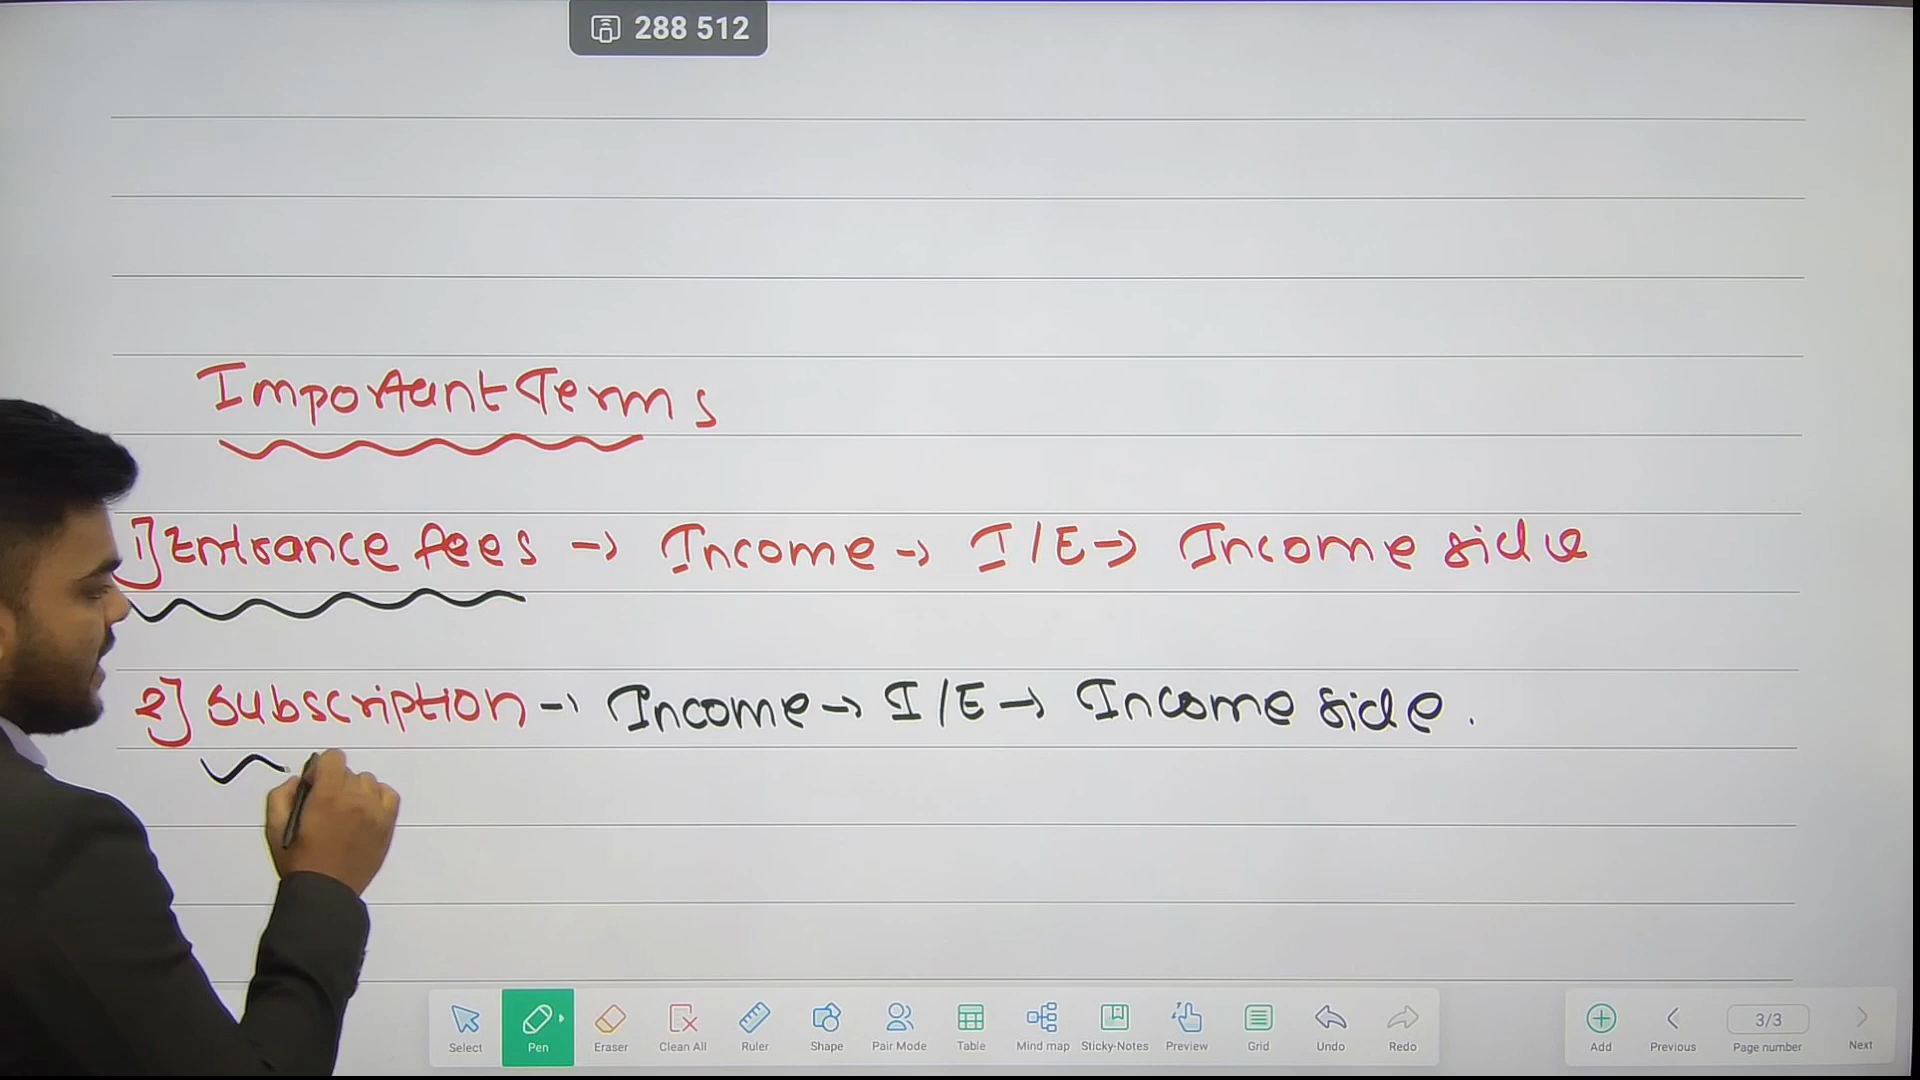 288 512
Important Terms
1] Entrance fees -> Income -> I/E -> Income side
2] Subscription -> Income -> I/E -> Income side.
Select Pen Eraser Clean All Ruler Shape Pair Mode Table Mind map Sticky-Notes Preview Grid Undo Redo Add Previous 3/3 Page number Next